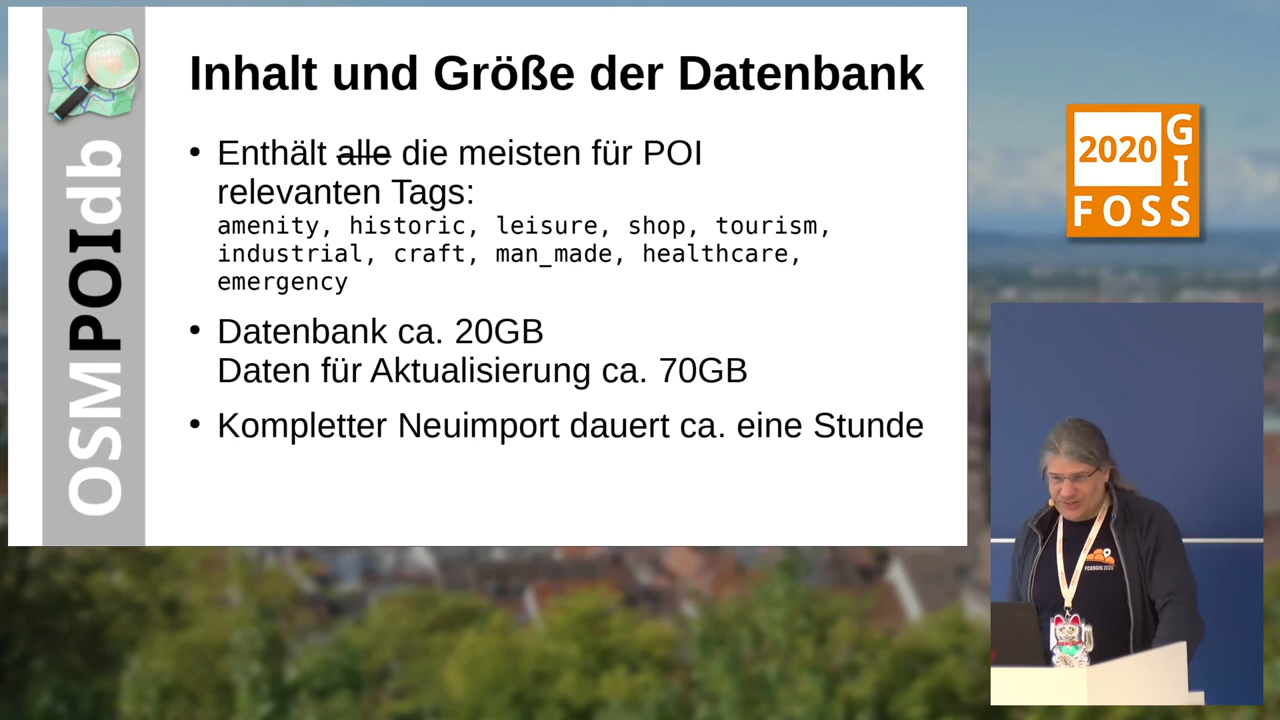 Inhalt und Größe der Datenbank
• Enthält alle die meisten für POI
relevanten Tags:
amenity, historic, leisure, shop, tourism,
industrial, craft, man_made, healthcare,
emergency
• Datenbank ca. 20GB
Daten für Aktualisierung ca. 70GB
• Kompletter Neuimport dauert ca. eine Stunde
OSMPOIdb
2020
GIS
FOSS
FOSSGIS 2020